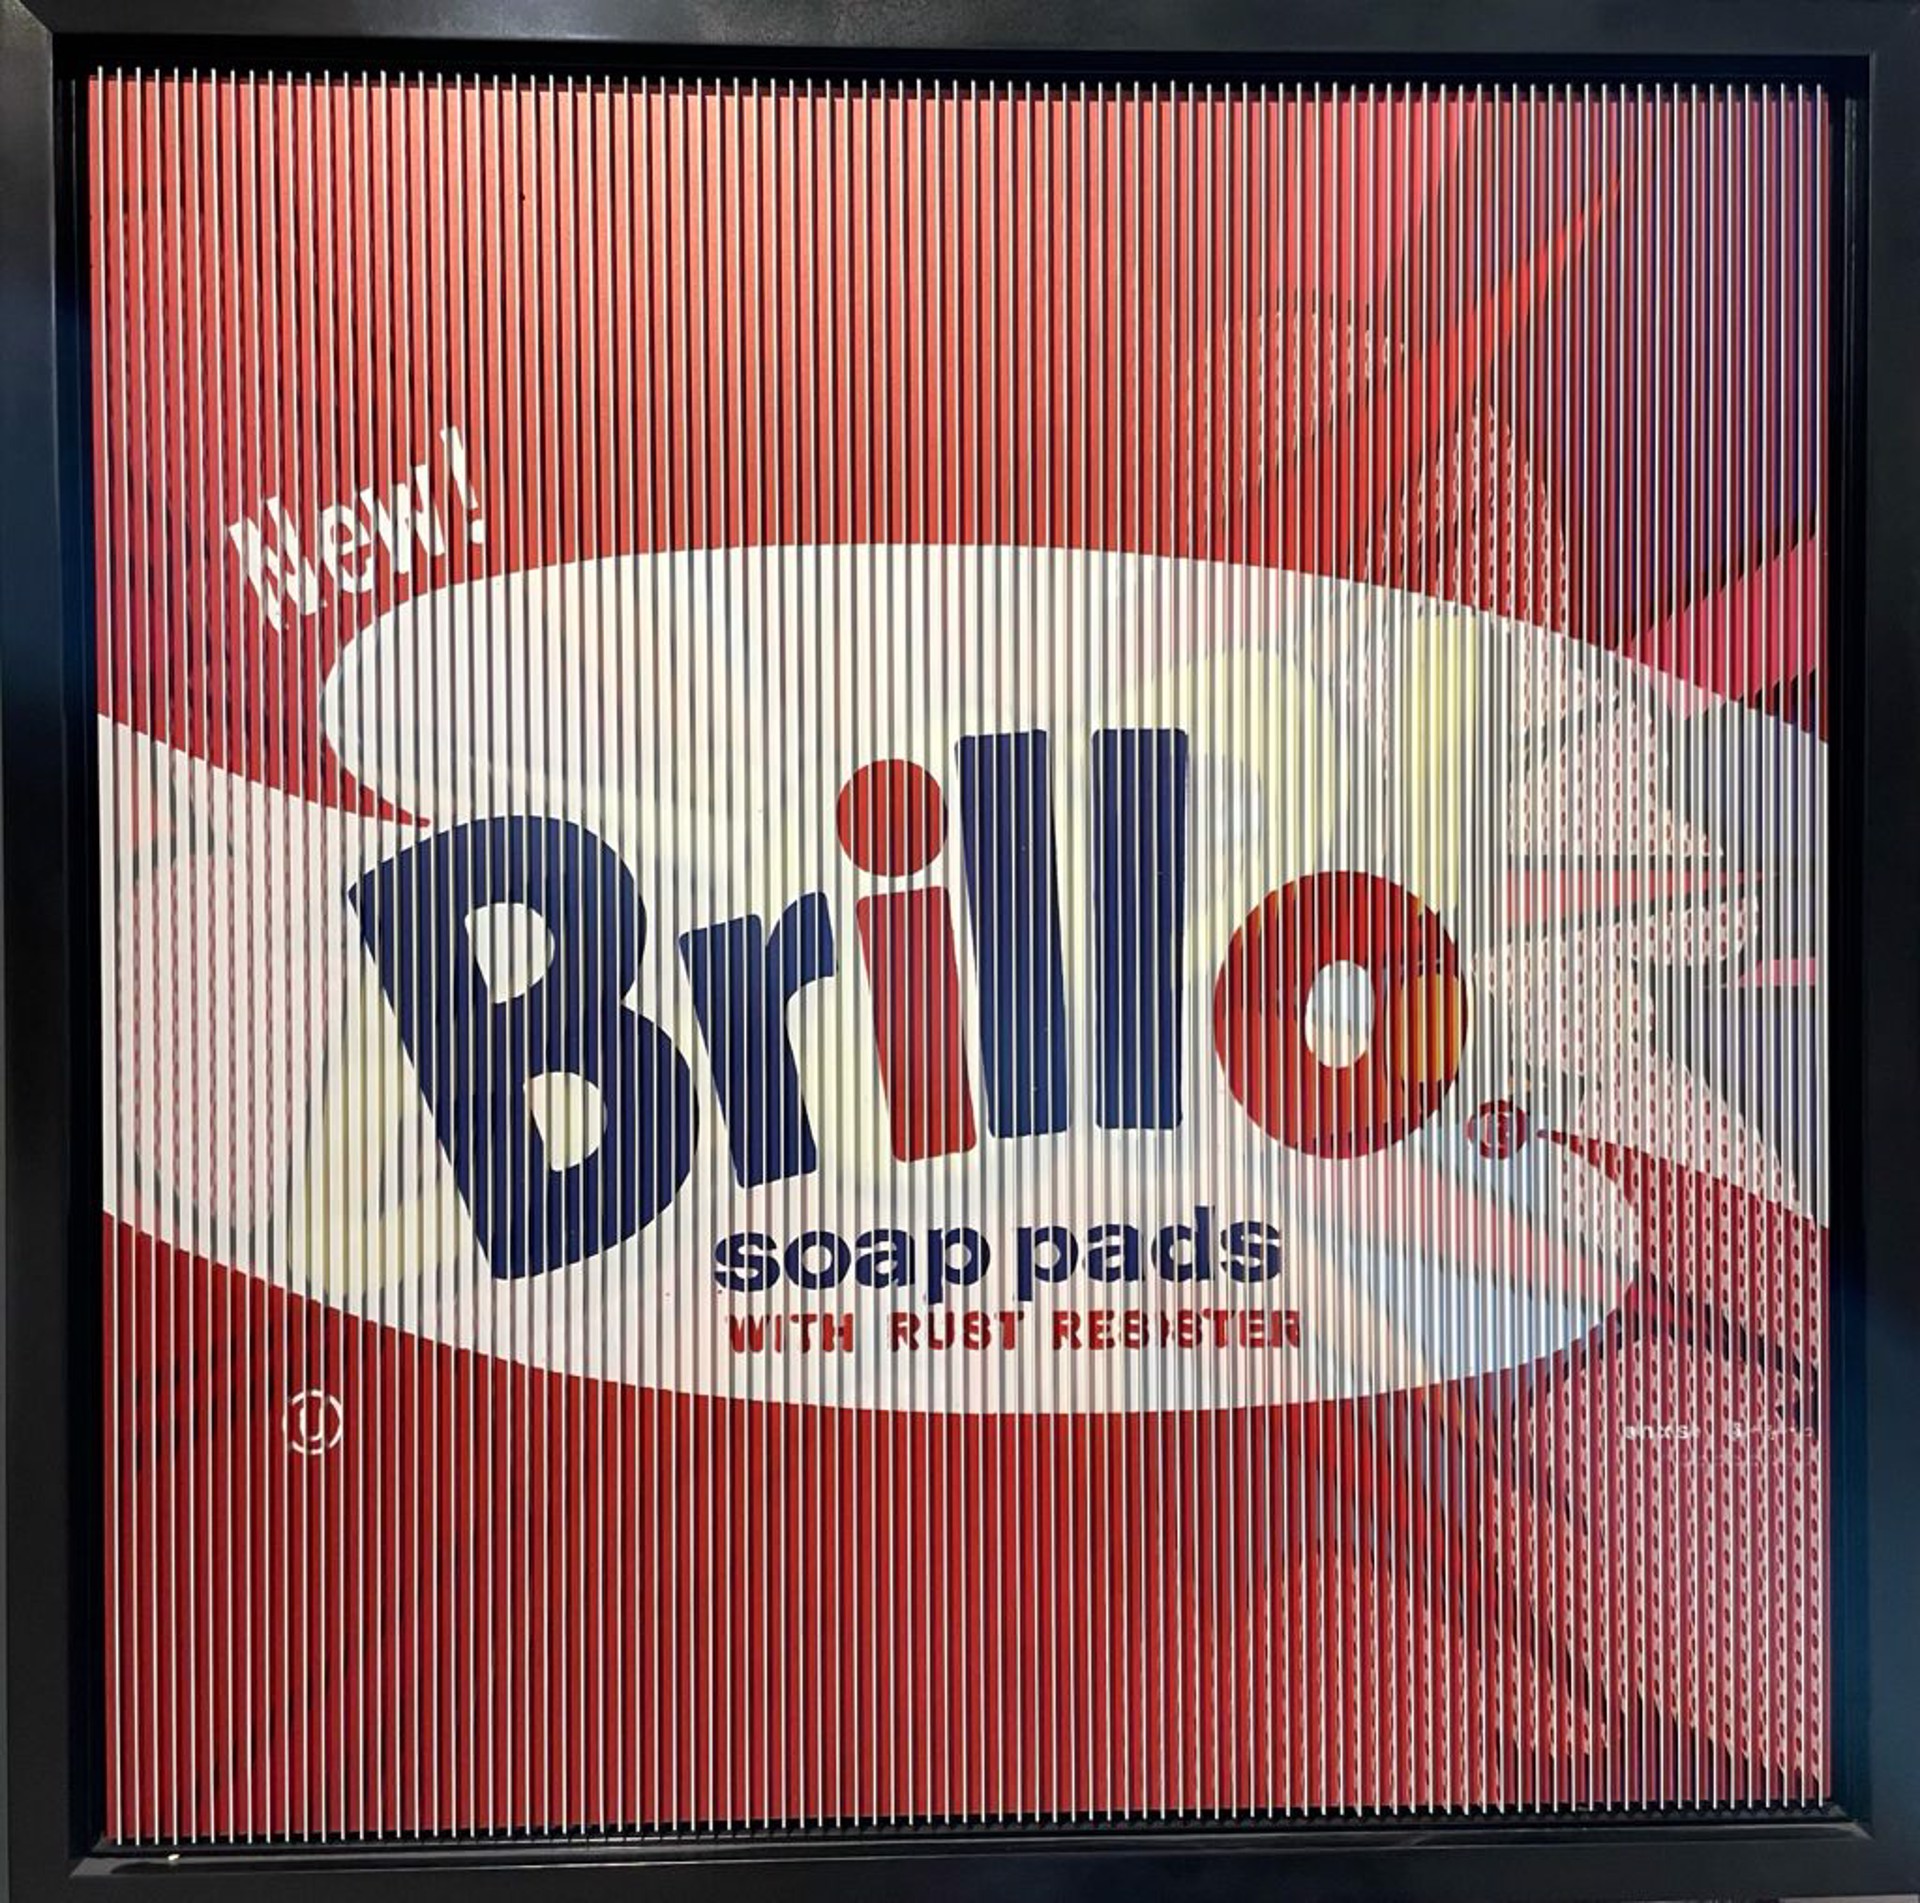 New!
Brillo®
soap pads
WITH RUST RESISTER
U